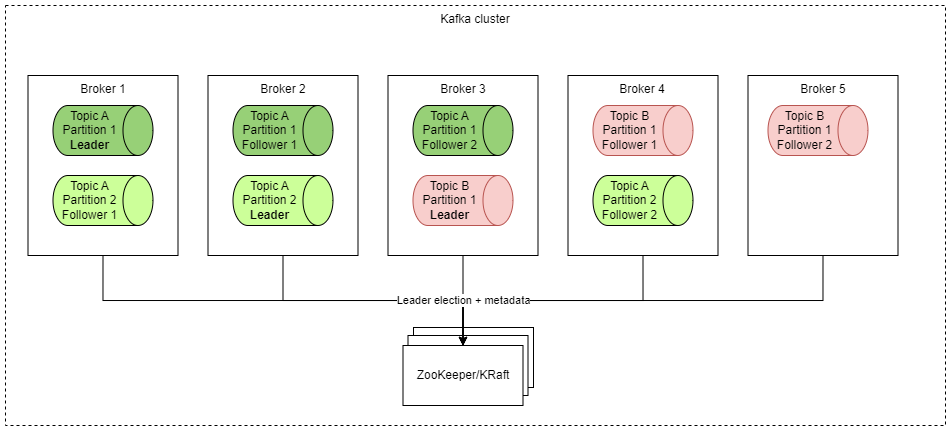 Kafka cluster
Broker 1
Topic A
Partition 1
Leader
Topic A
Partition 2
Follower 1
Broker 2
Topic A
Partition 1
Follower 1
Topic A
Partition 2
Leader
Broker 3
Topic A
Partition 1
Follower 2
Topic B
Partition 1
Leader
Broker 4
Topic B
Partition 1
Follower 1
Topic A
Partition 2
Follower 2
Broker 5
Topic B
Partition 1
Follower 2
Leader election + metadata
ZooKeeper/KRaft